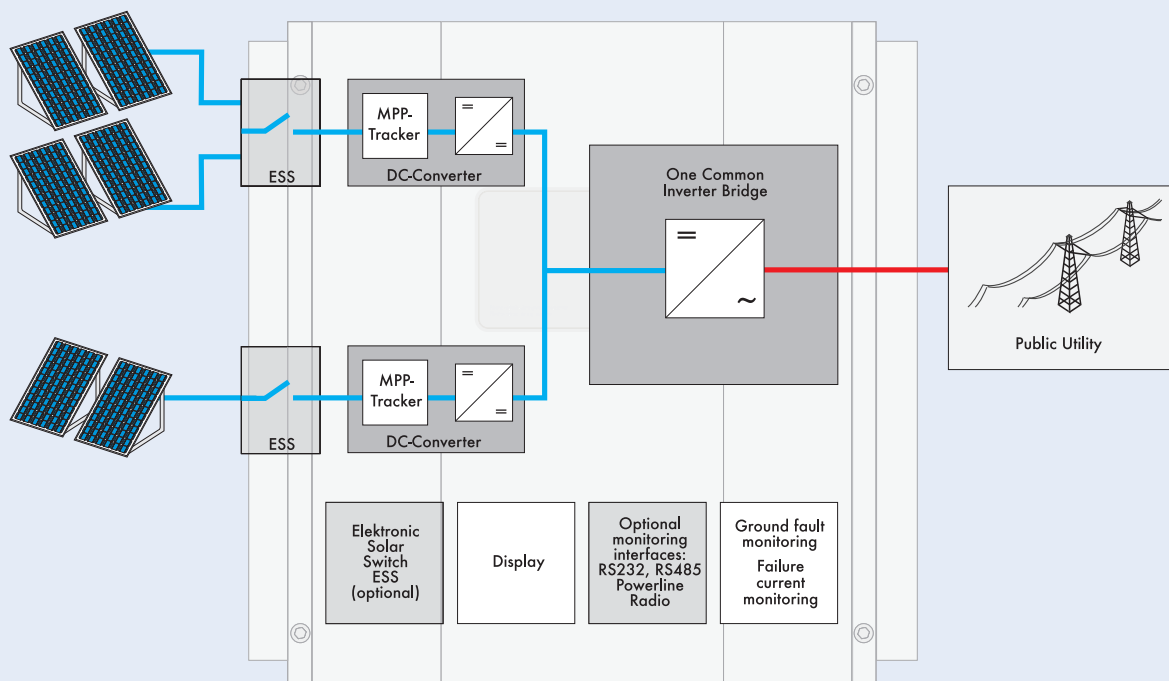 MPP-
Tracker
=
=
ESS
DC-Converter
One Common
Inverter Bridge
=
~
Public Utility
MPP-
Tracker
=
=
ESS
DC-Converter
Elektronic
Solar
Switch
ESS
(optional)
Display
Optional
monitoring
interfaces:
RS232, RS485
Powerline
Radio
Ground fault
monitoring
Failure
current
monitoring